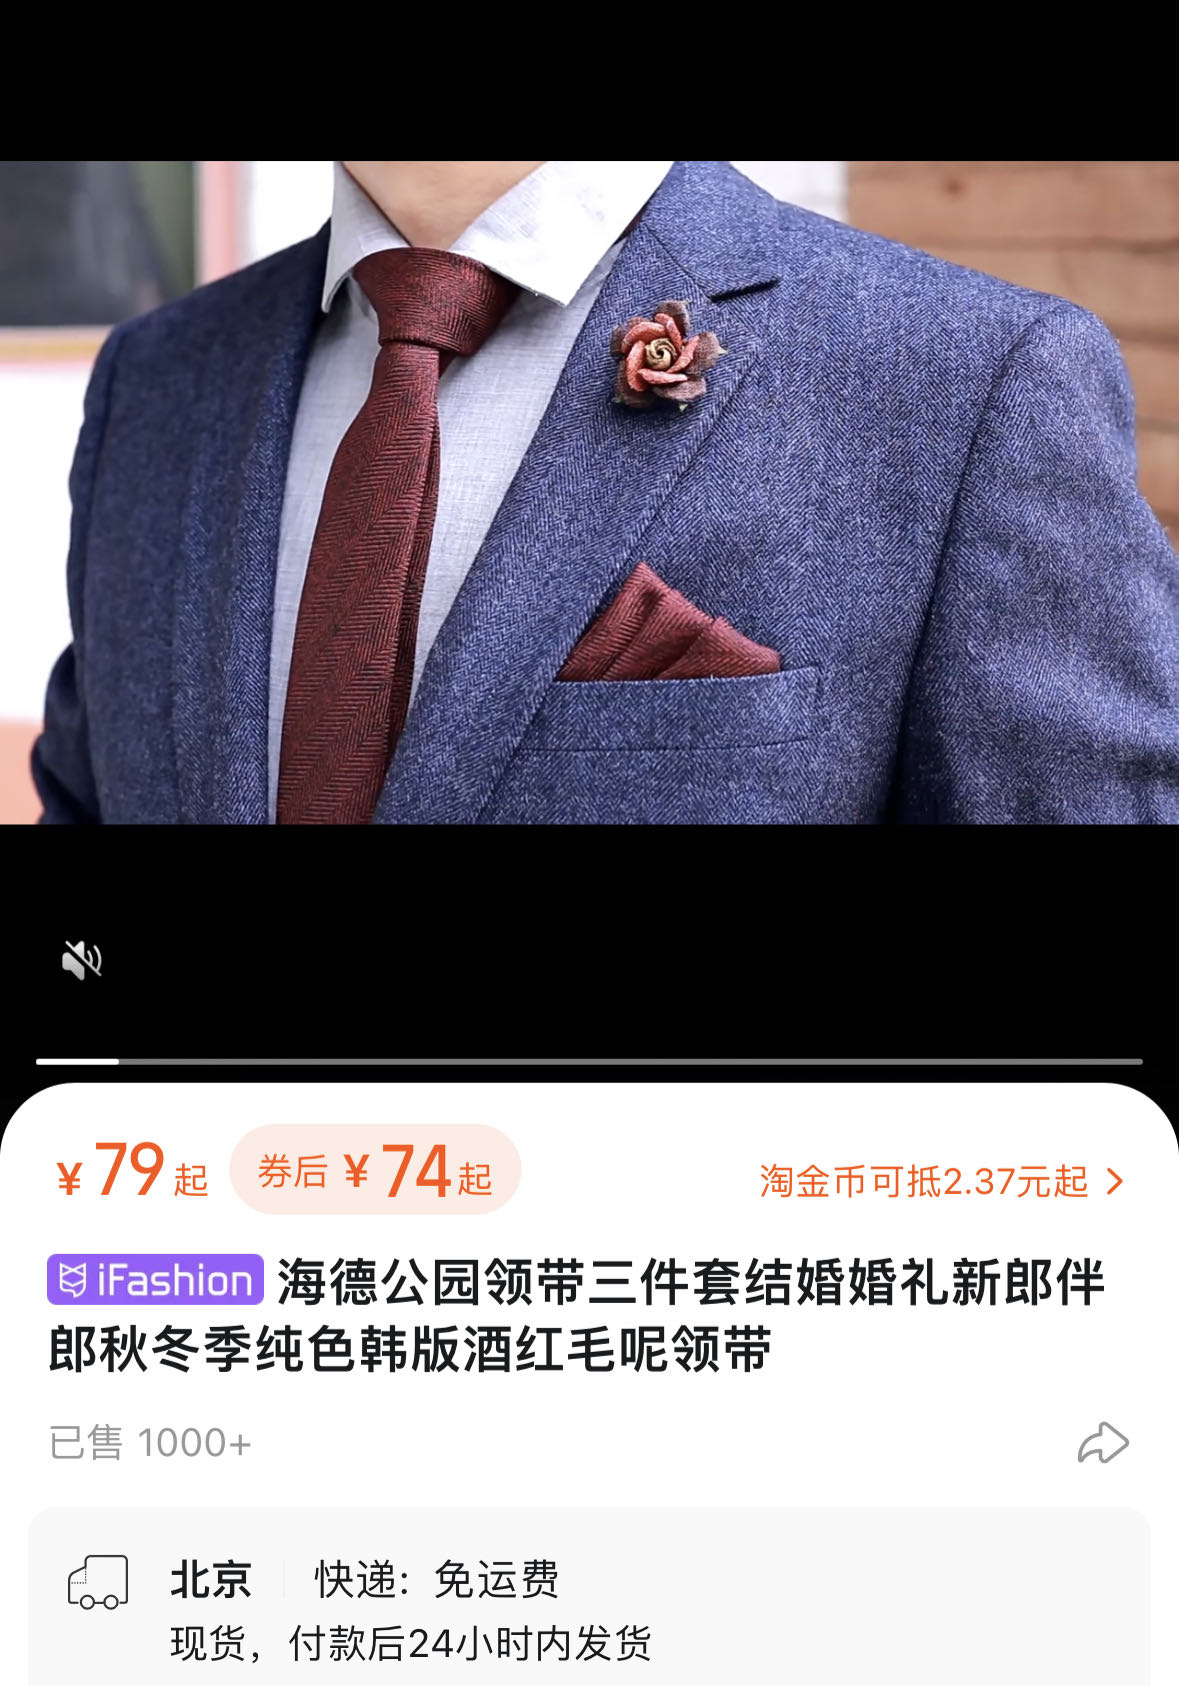 ¥79起 券后 ¥74起 淘金币可抵2.37元起
iFashion 海德公园领带三件套结婚婚礼新郎伴
郎秋冬季纯色韩版酒红毛呢领带
已售 1000+
北京 快递: 免运费
现货，付款后24小时内发货